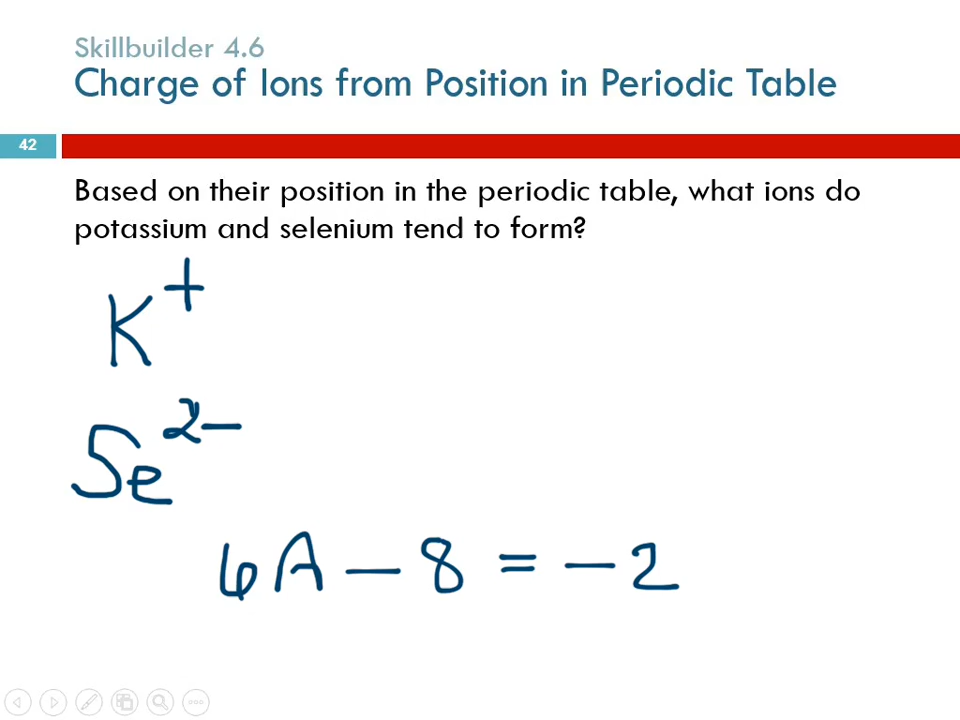 Skillbuilder 4.6
Charge of Ions from Position in Periodic Table
42
Based on their position in the periodic table, what ions do
potassium and selenium tend to form?
K⁺
Se²⁻
6A − 8 = −2